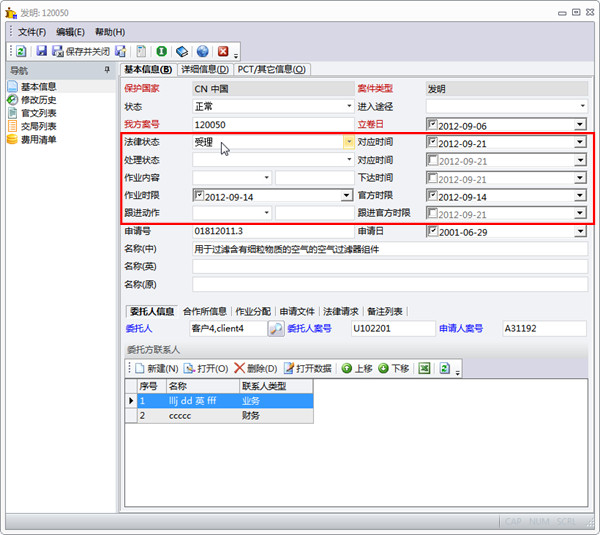 发明: 120050
文件(F) 编辑(E) 帮助(H)
保存并关闭
导航
基本信息
修改历史
官文列表
交局列表
费用清单
基本信息(B) 详细信息(D) PCT/其它信息(O)
保护国家 CN 中国 案件类型 发明
状态 正常 进入途径
我方案号 120050 立卷日 2012-09-06
法律状态 受理 对应时间 2012-09-21
处理状态 对应时间 2012-09-21
作业内容 下达时间 2012-09-21
作业时限 2012-09-14 官方时限 2012-09-14
跟进动作 跟进官方时限 2012-09-21
申请号 01812011.3 申请日 2001-06-29
名称(中) 用于过滤含有细粒物质的空气的空气过滤器组件
名称(英)
名称(原)
委托人信息 合作所信息 作业分配 申请文件 法律请求 备注列表
委托人 客户4,client4 委托人案号 U102201 申请人案号 A31192
委托方联系人
新建(N) 打开(O) 删除(D) 打开数据 上移 下移
序号 名称 联系人类型
1 lllj dd 英 fff 业务
2 ccccc 财务
CAP NUM SCRL